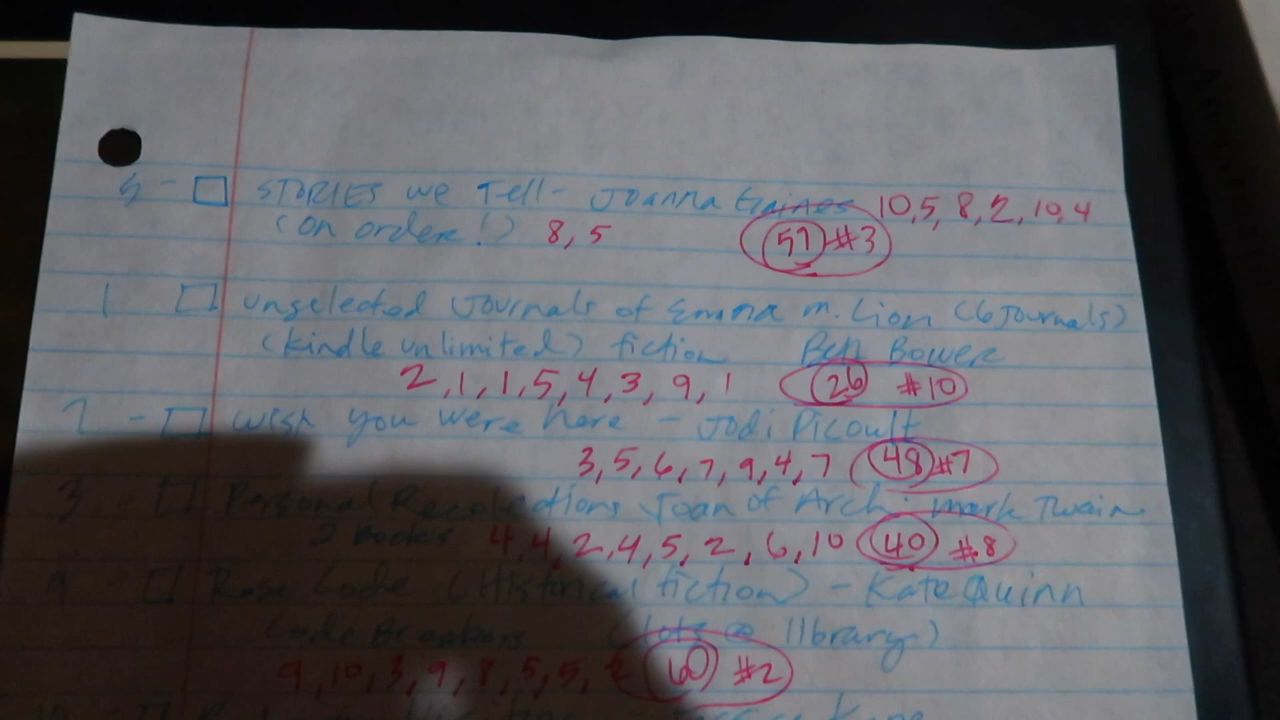 5 - □ STORIES we Tell - Joanna Gaines 10,5, 8, 2, 10, 4
(on order!) 8, 5 57 #3
1 □ unselected Journals of Emma m. Lion (6 Journals)
(kindle unlimited) fiction Beth Bower
2, 1, 1, 5, 4, 3, 9, 1 26 #10
7 - □ wish you were here - Jodi Picoult
3, 5, 6, 7, 9, 4, 7 48 #7
3 □ Personal Recolections Joan of Arch. mark Twain
2 books 4, 4, 2, 4, 5, 2, 6, 10 40 #8
9 □ Rose Code (Historical fiction) - Kate Quinn
Code Breakers (lots @ library)
9, 10, 3, 9, 8, 5, 5, 60 #2